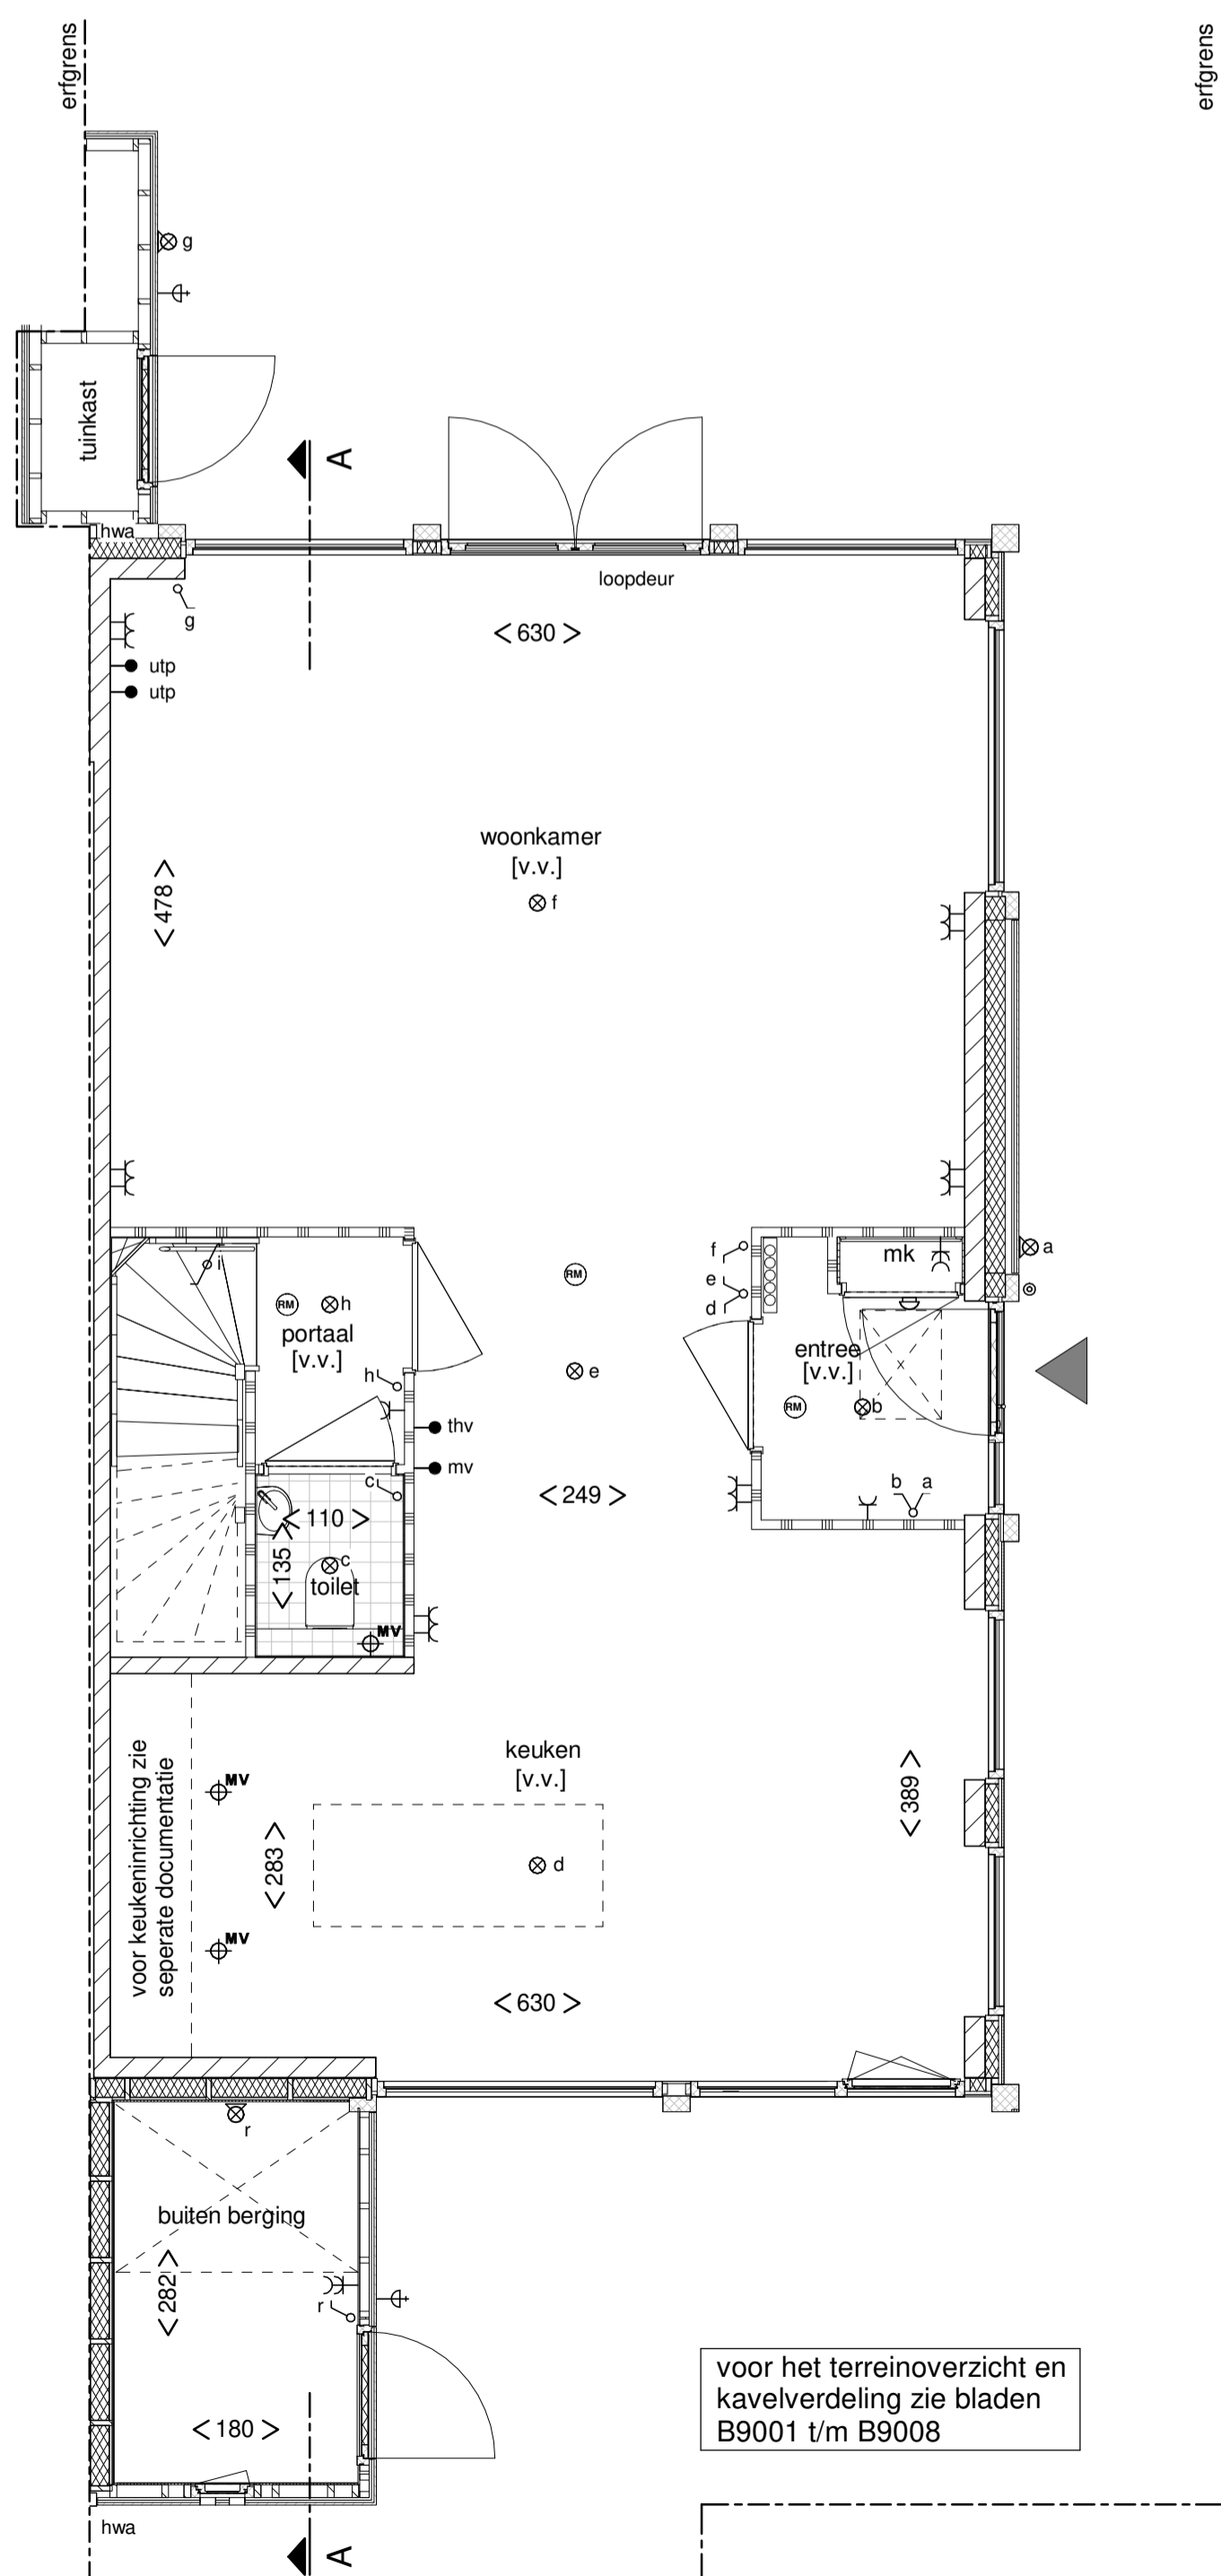 erfgrens
erfgrens
g
tuinkast
A
hwa
loopdeur
g
< 630 >
utp
utp
woonkamer
[v.v.]
f
< 478 >
i
RM
h
portaal
[v.v.]
RM
f
e
d
mk
a
entree
[v.v.]
RM
b
e
h
thv
mv
c
< 110 >
< 135 >
c
toilet
MV
< 249 >
b a
keuken
[v.v.]
voor keukeninrichting zie
seperate documentatie
MV
< 283 >
d
< 389 >
MV
< 630 >
r
buiten berging
< 282 >
r
< 180 >
voor het terreinoverzicht en
kavelverdeling zie bladen
B9001 t/m B9008
hwa
A